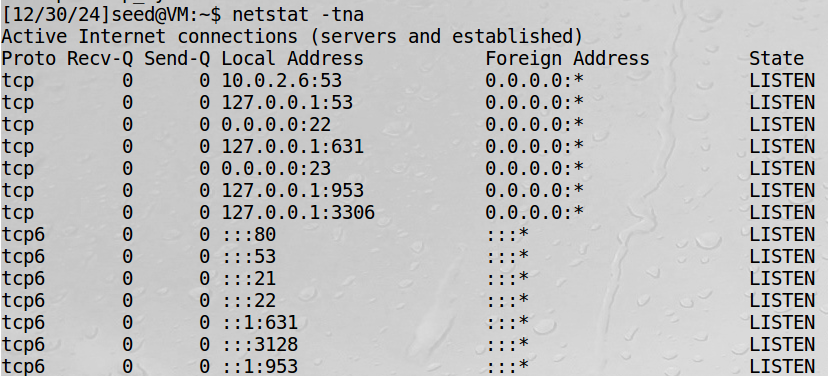 [12/30/24]seed@VM:~$ netstat -tna
Active Internet connections (servers and established)
Proto Recv-Q Send-Q Local Address           Foreign Address         State
tcp        0      0 10.0.2.6:53             0.0.0.0:*               LISTEN
tcp        0      0 127.0.0.1:53            0.0.0.0:*               LISTEN
tcp        0      0 0.0.0.0:22              0.0.0.0:*               LISTEN
tcp        0      0 127.0.0.1:631           0.0.0.0:*               LISTEN
tcp        0      0 0.0.0.0:23              0.0.0.0:*               LISTEN
tcp        0      0 127.0.0.1:953           0.0.0.0:*               LISTEN
tcp        0      0 127.0.0.1:3306          0.0.0.0:*               LISTEN
tcp6       0      0 :::80                   :::*                    LISTEN
tcp6       0      0 :::53                   :::*                    LISTEN
tcp6       0      0 :::21                   :::*                    LISTEN
tcp6       0      0 :::22                   :::*                    LISTEN
tcp6       0      0 ::1:631                 :::*                    LISTEN
tcp6       0      0 :::3128                 :::*                    LISTEN
tcp6       0      0 ::1:953                 :::*                    LISTEN